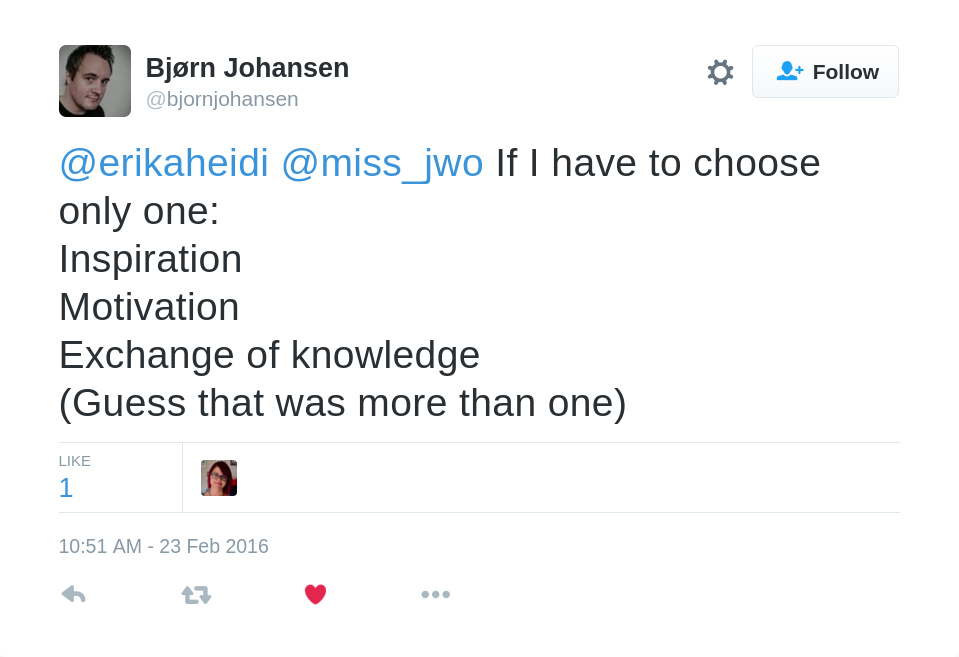 Bjørn Johansen
@bjornjohansen
Follow
@erikaheidi @miss_jwo If I have to choose
only one:
Inspiration
Motivation
Exchange of knowledge
(Guess that was more than one)
LIKE
1
10:51 AM - 23 Feb 2016